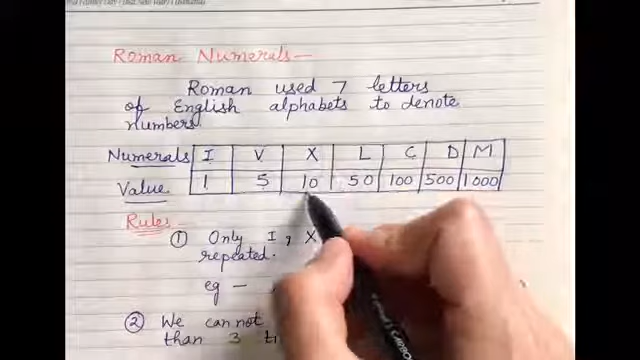 Roman Numerals —
Roman used 7 letters
of English alphabets to denote
numbers.
Numerals I V X L C D M
Value 1 5 10 50 100 500 1000
Rules
① Only I, X
repeated.
eg —
② We can not
than 3